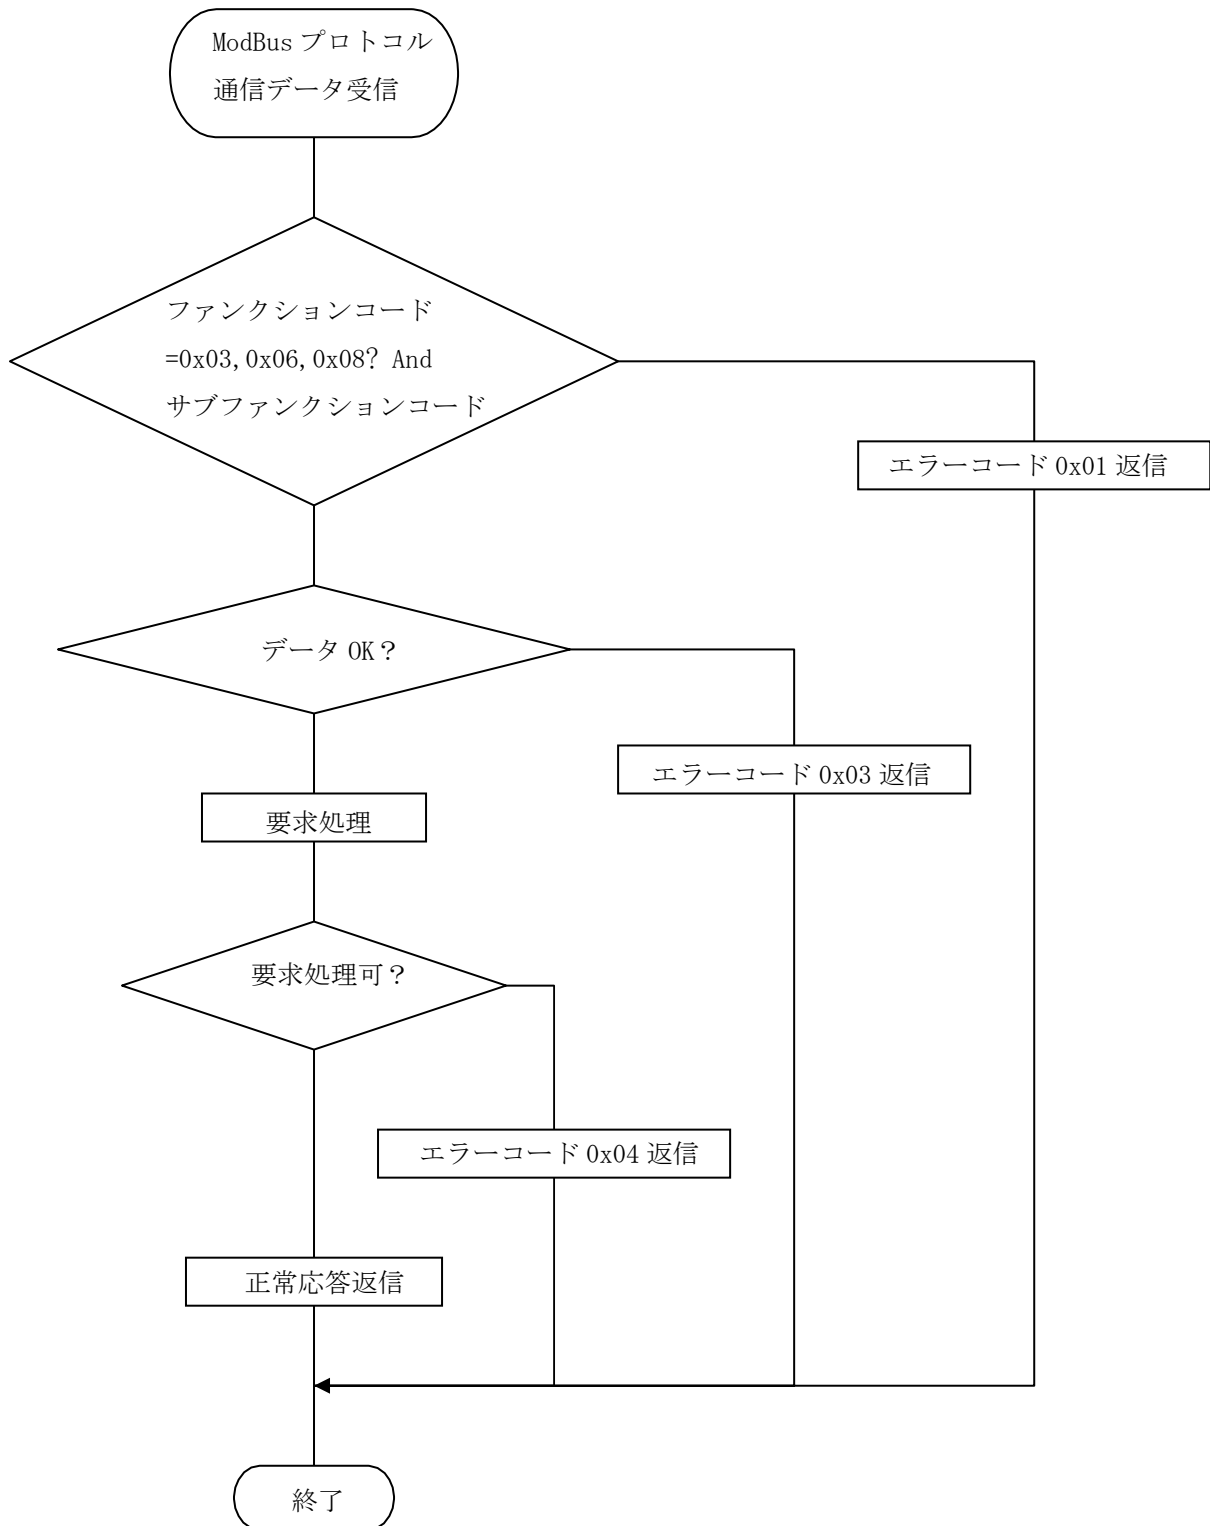 ModBus プロトコル
通信データ受信
ファンクションコード
=0x03,0x06,0x08? And
サブファンクションコード
エラーコード 0x01 返信
データ OK？
エラーコード 0x03 返信
要求処理
要求処理可？
エラーコード 0x04 返信
正常応答返信
終了